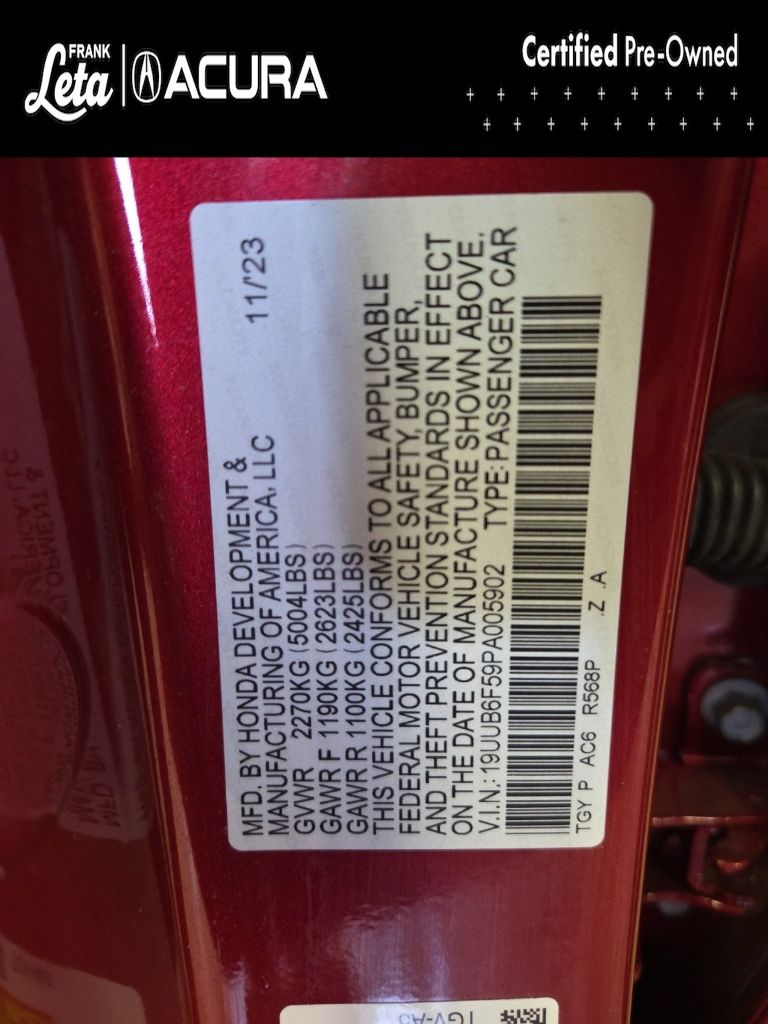 FRANK
Leta
ACURA
Certified Pre-Owned
MFD. BY HONDA DEVELOPMENT & 11/'23
MANUFACTURING OF AMERICA, LLC
GVWR 2270KG (5004LBS)
GAWR F 1190KG (2623LBS)
GAWR R 1100KG (2425LBS)
THIS VEHICLE CONFORMS TO ALL APPLICABLE
FEDERAL MOTOR VEHICLE SAFETY, BUMPER,
AND THEFT PREVENTION STANDARDS IN EFFECT
ON THE DATE OF MANUFACTURE SHOWN ABOVE.
V.I.N.: 19UUB6F59PA005902 TYPE: PASSENGER CAR
TGY P AC6 R568P .Z .A
TGV-A5